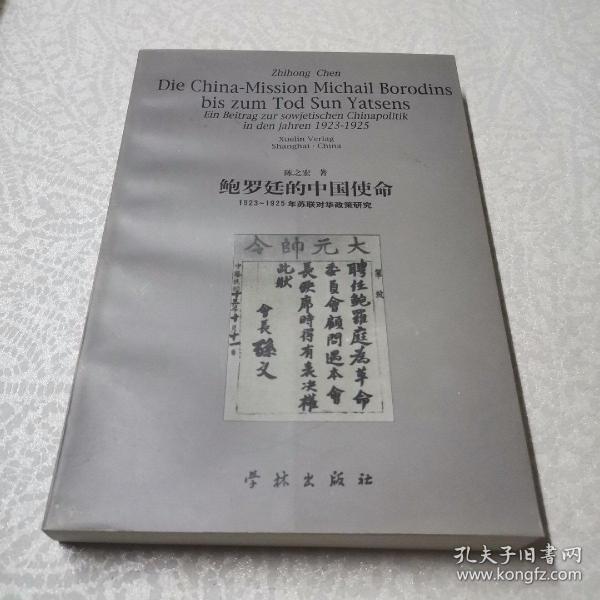 Zhihong Chen
Die China-Mission Michail Borodins
bis zum Tod Sun Yatsens
Ein Beitrag zur sowjetischen Chinapolitik
in den Jahren 1923-1925
Xuelin Verlag
Shanghai · China
陈之宏 著
鲍罗廷的中国使命
1923~1925年苏联对华政策研究
令帥元大
聘任鮑羅庭為革命
委員會顧問遇本會
長缺席時得有表决權
此狀
會長孫文
学林出版社
孔夫子旧书网
www.kongfz.com